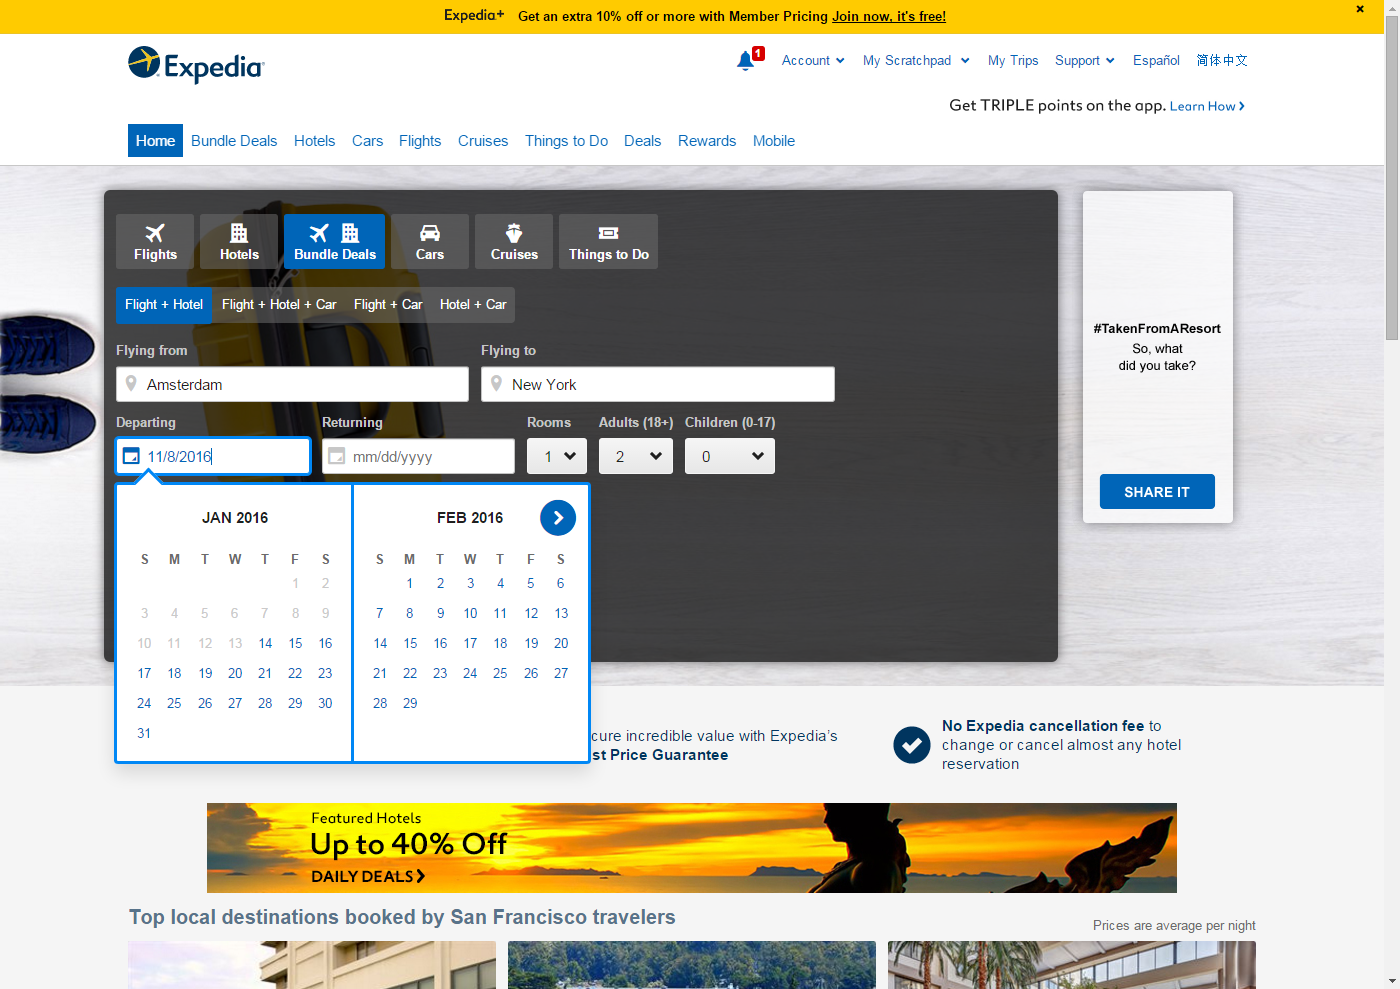 Expedia+ Get an extra 10% off or more with Member Pricing Join now, it's free!
Expedia
1
Account My Scratchpad My Trips Support Español 简体中文
Get TRIPLE points on the app. Learn How
Home Bundle Deals Hotels Cars Flights Cruises Things to Do Deals Rewards Mobile
Flights Hotels Bundle Deals Cars Cruises Things to Do
Flight + Hotel Flight + Hotel + Car Flight + Car Hotel + Car
Flying from Flying to
Amsterdam New York
Departing Returning Rooms Adults (18+) Children (0-17)
11/8/2016 mm/dd/yyyy 1 2 0
JAN 2016
S M T W T F S
1 2
3 4 5 6 7 8 9
10 11 12 13 14 15 16
17 18 19 20 21 22 23
24 25 26 27 28 29 30
31
FEB 2016
S M T W T F S
1 2 3 4 5 6
7 8 9 10 11 12 13
14 15 16 17 18 19 20
21 22 23 24 25 26 27
28 29
#TakenFromAResort
So, what
did you take?
SHARE IT
cure incredible value with Expedia's
st Price Guarantee
No Expedia cancellation fee to
change or cancel almost any hotel
reservation
Featured Hotels
Up to 40% Off
DAILY DEALS
Top local destinations booked by San Francisco travelers
Prices are average per night